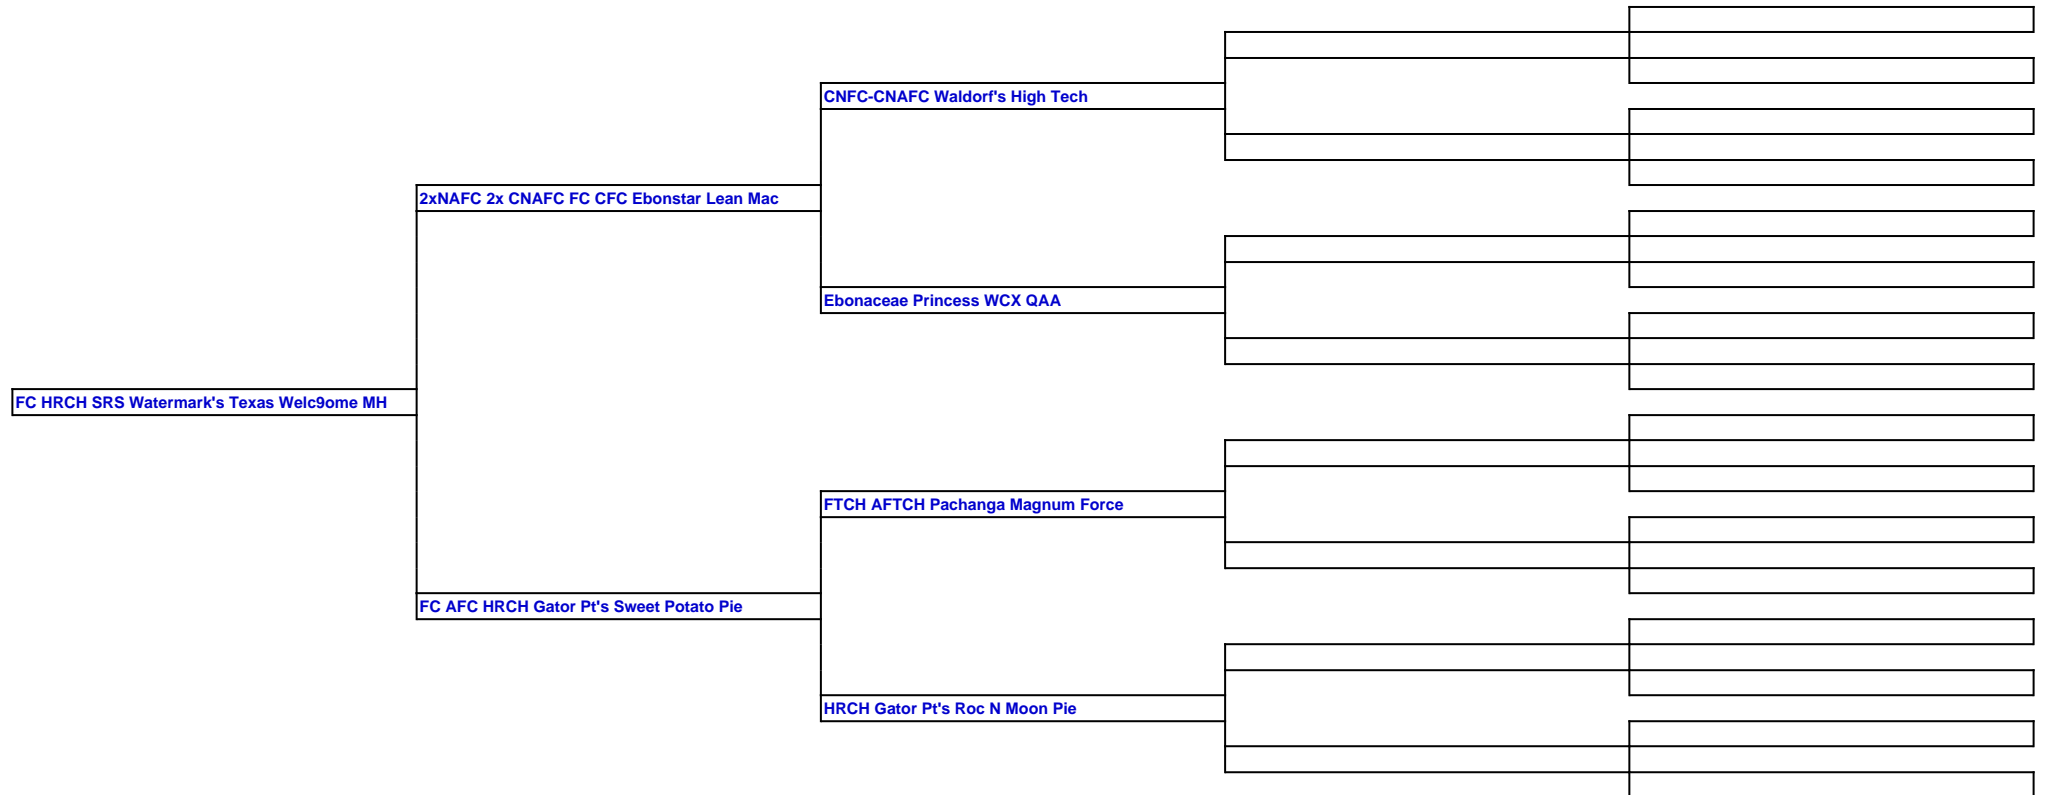 CNFC-CNAFC Waldorf's High Tech
2xNAFC 2x CNAFC FC CFC Ebonstar Lean Mac
Ebonaceae Princess WCX QAA
FC HRCH SRS Watermark's Texas Welc9ome MH
FTCH AFTCH Pachanga Magnum Force
FC AFC HRCH Gator Pt's Sweet Potato Pie
HRCH Gator Pt's Roc N Moon Pie